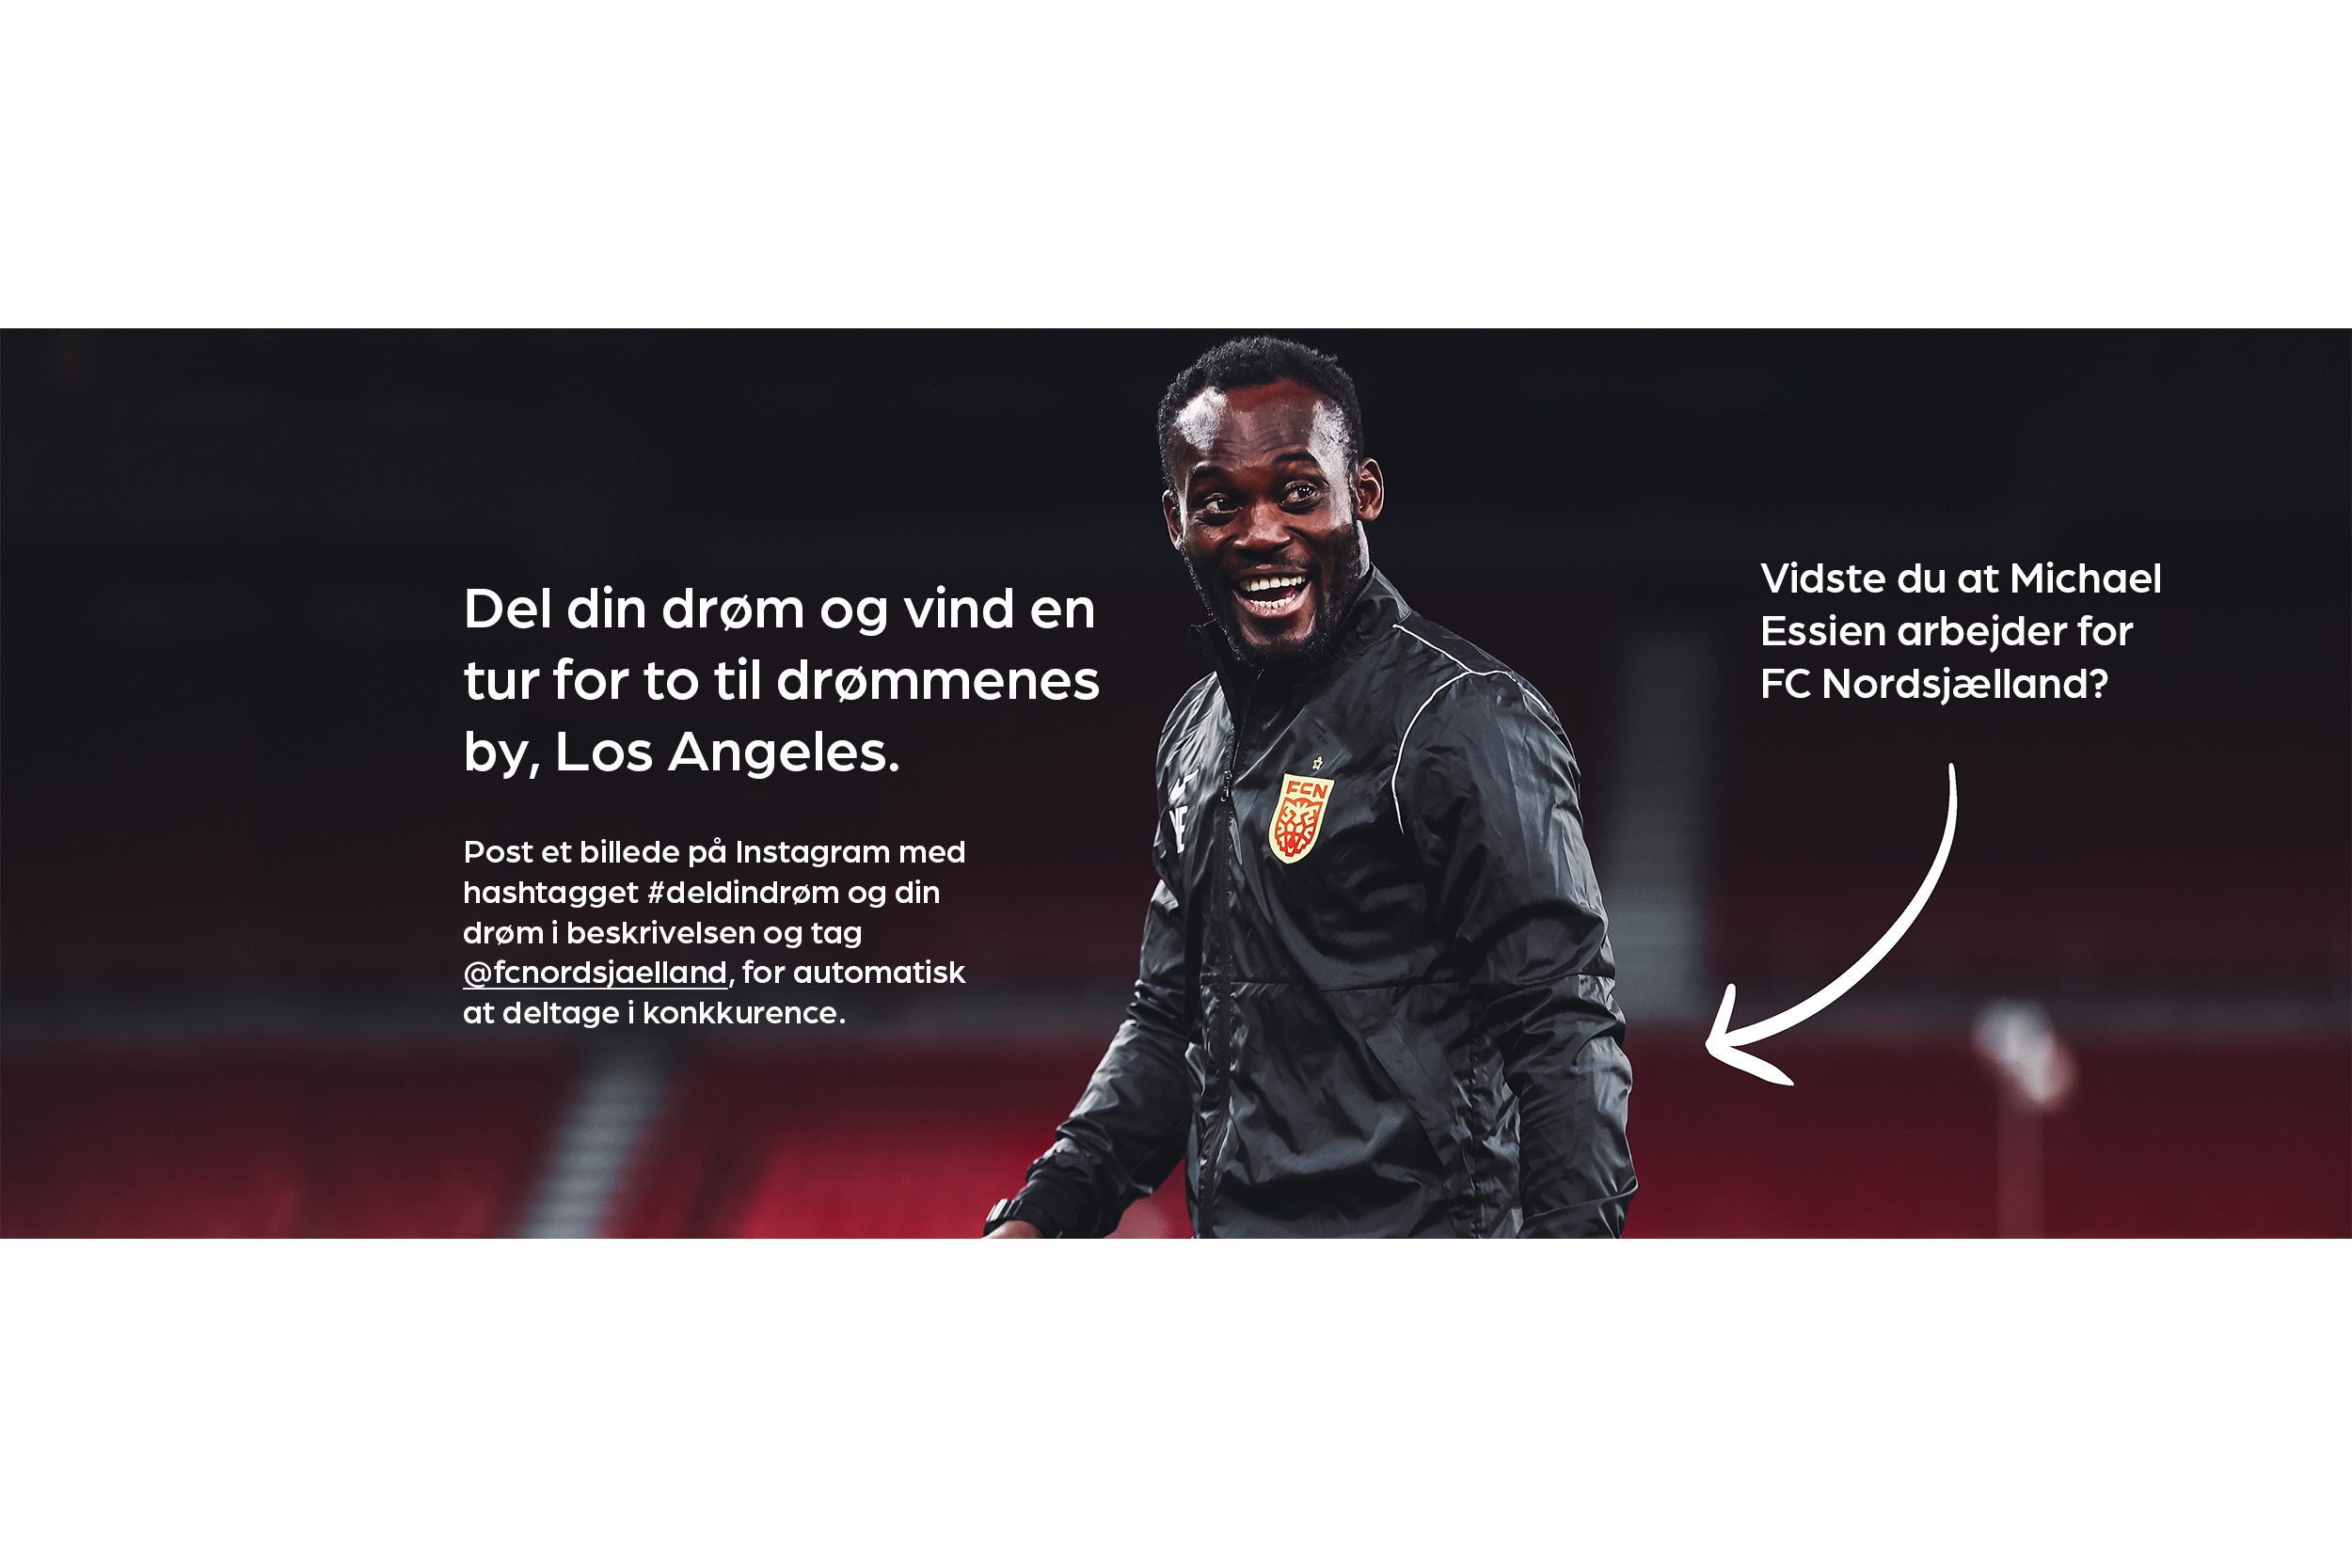 Del din drøm og vind en
tur for to til drømmenes
by, Los Angeles.
Post et billede på Instagram med
hashtagget #deldindrøm og din
drøm i beskrivelsen og tag
@fcnordsjaelland, for automatisk
at deltage i konkkurence.
FCN
Vidste du at Michael
Essien arbejder for
FC Nordsjælland?